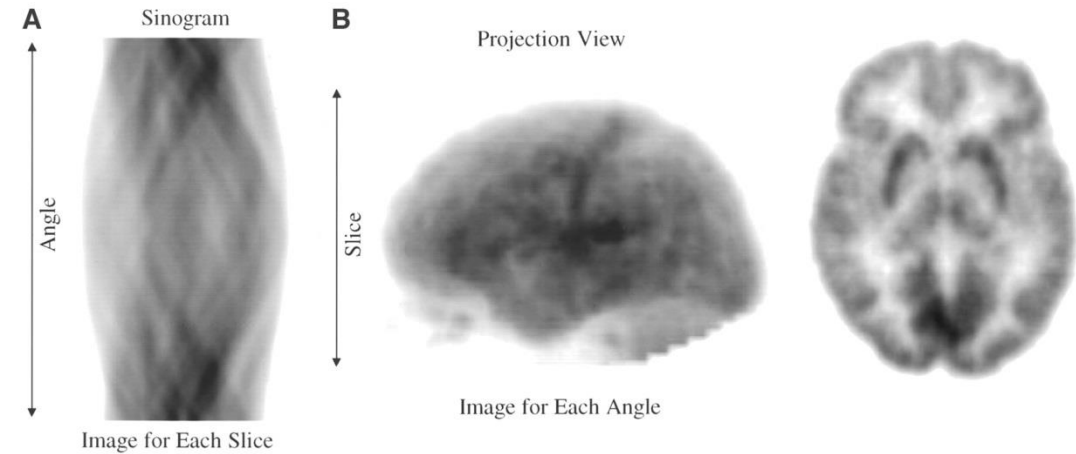 A
Sinogram
Angle
Image for Each Slice
B
Projection View
Slice
Image for Each Angle